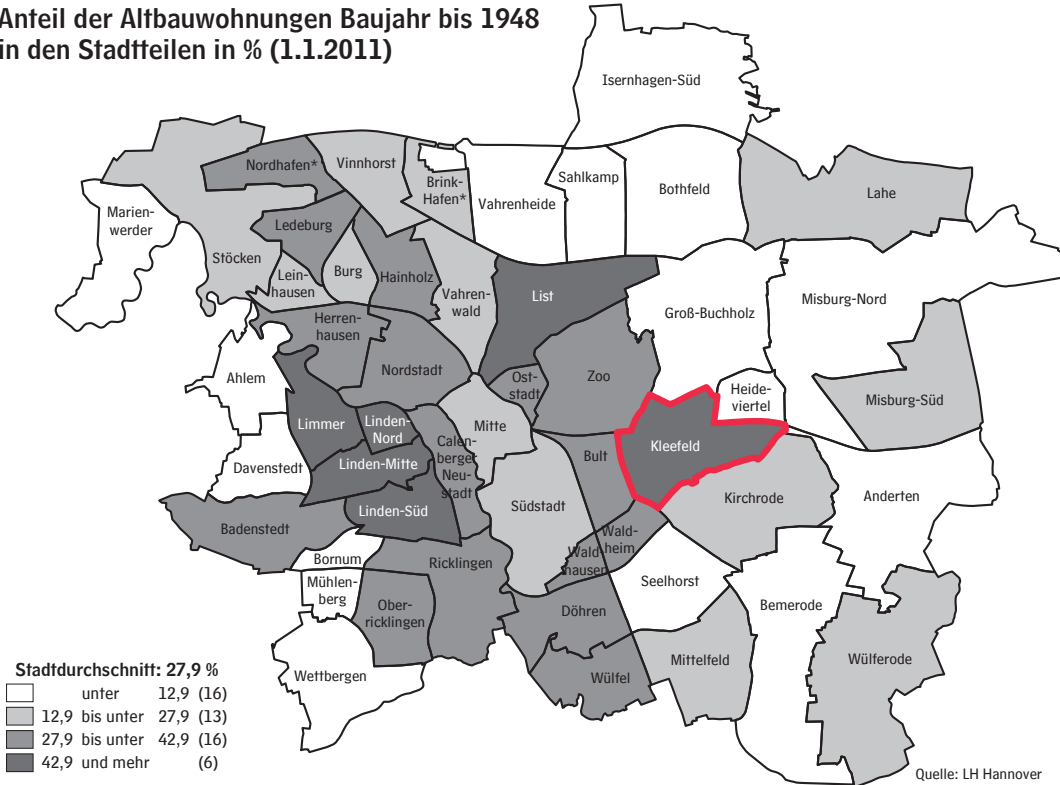 Anteil der Altbauwohnungen Baujahr bis 1948
in den Stadtteilen in % (1.1.2011)
Isernhagen-Süd
Nordhafen*
Vinnhorst
Brink-
Hafen*
Vahrenheide
Sahlkamp
Bothfeld
Lahe
Marien-
werder
Ledeburg
Stöcken
Lein-
hausen
Burg
Hainholz
Vahren-
wald
List
Groß-Buchholz
Misburg-Nord
Herren-
hausen
Nordstadt
Ost-
stadt
Zoo
Heide-
viertel
Misburg-Süd
Ahlem
Limmer
Linden-
Nord
Mitte
Kleefeld
Calen-
berger
Neu-
stadt
Bult
Davenstedt
Linden-Mitte
Kirchrode
Anderten
Linden-Süd
Südstadt
Badenstedt
Wald-
heim
Wald-
hausen
Bornum
Ricklingen
Mühlen-
berg
Seelhorst
Ober-
ricklingen
Döhren
Bemerode
Wettbergen
Wülfel
Mittelfeld
Wülferode
Stadtdurchschnitt: 27,9 %
unter 12,9 (16)
12,9 bis unter 27,9 (13)
27,9 bis unter 42,9 (16)
42,9 und mehr (6)
Quelle: LH Hannover